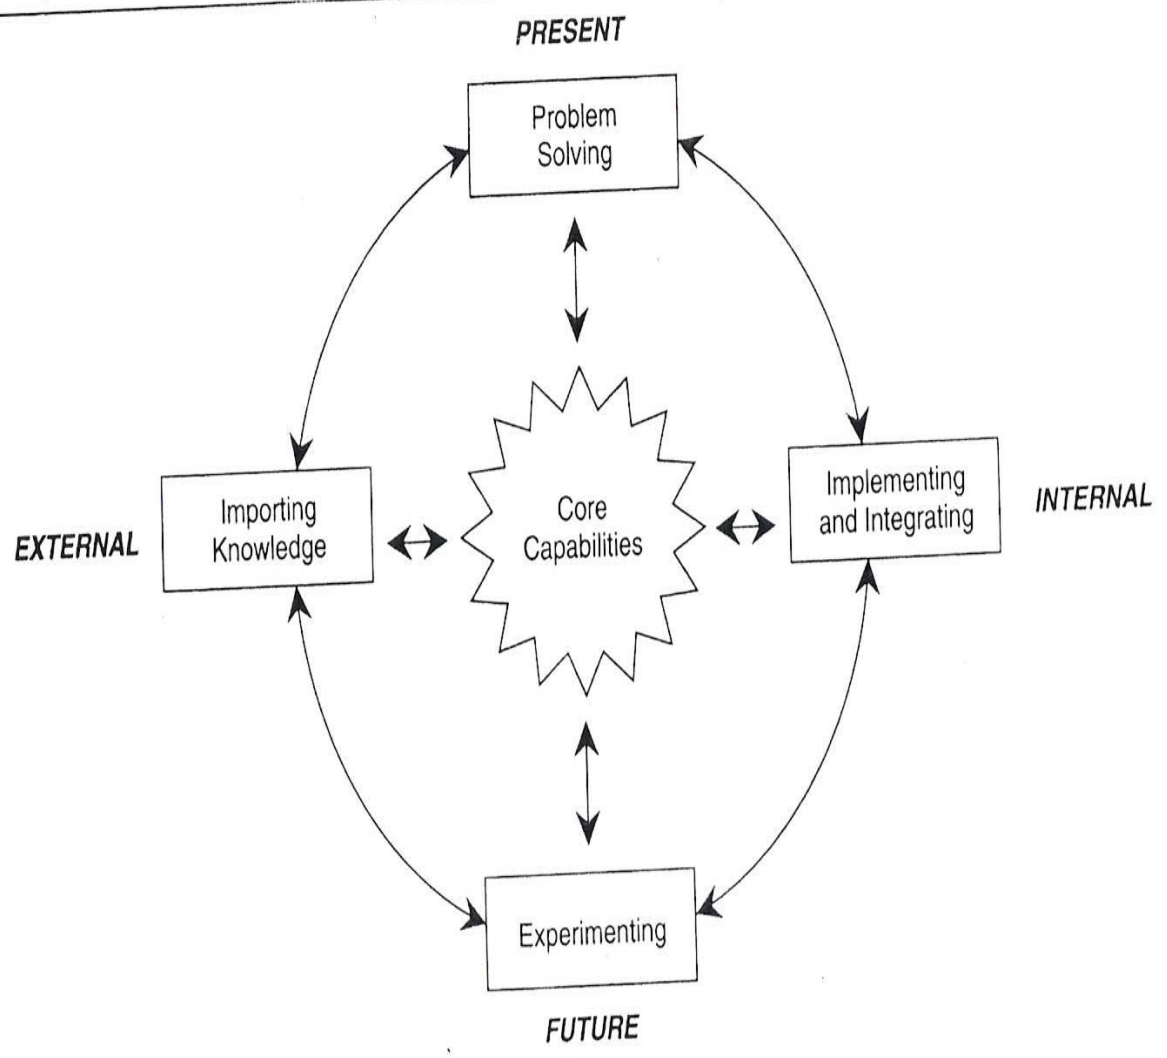 PRESENT
Problem
Solving
EXTERNAL
Importing
Knowledge
Core
Capabilities
Implementing
and Integrating
INTERNAL
Experimenting
FUTURE